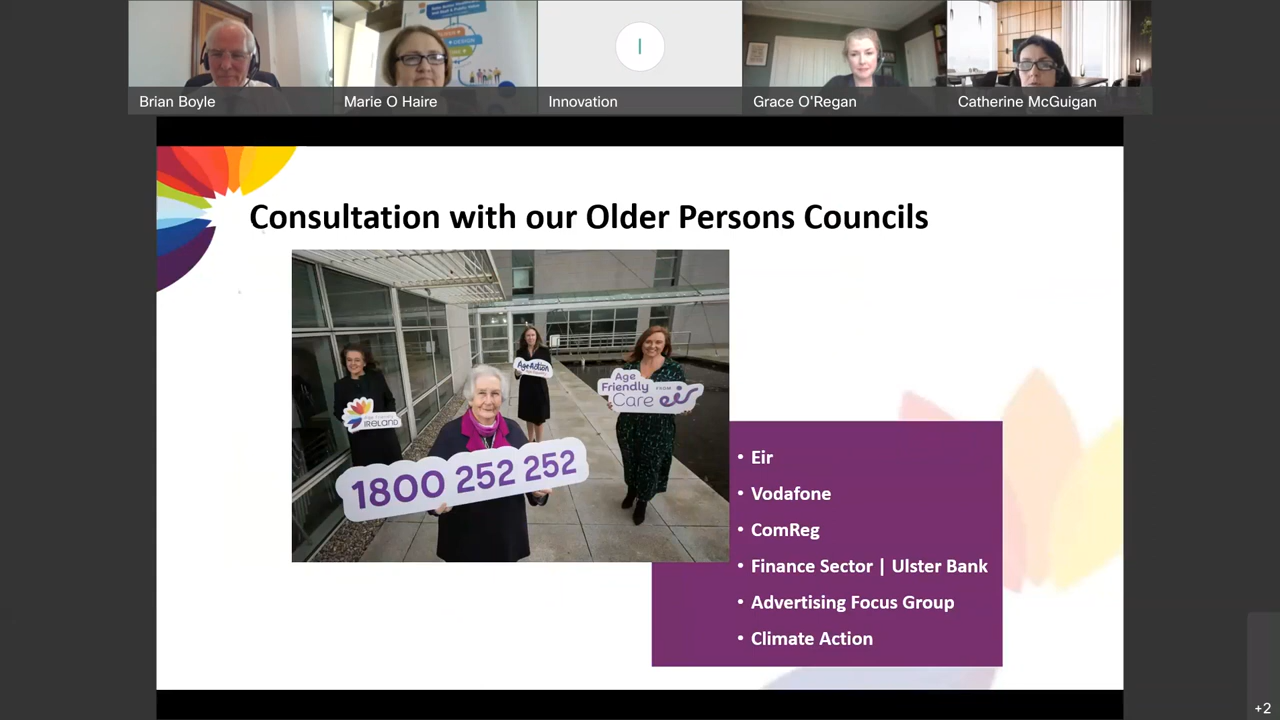 Brian Boyle
Marie O Haire
I
Innovation
Grace O'Regan
Catherine McGuigan
Consultation with our Older Persons Councils
IRELAND
Age Action
Age
Friendly FROM
Care eir
1800 252 252
• Eir
• Vodafone
• ComReg
• Finance Sector | Ulster Bank
• Advertising Focus Group
• Climate Action
+2